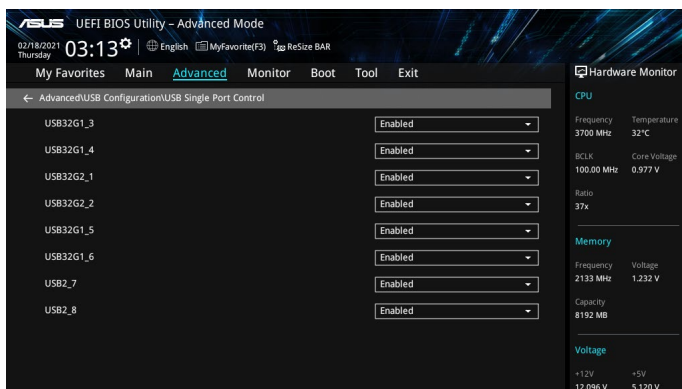 ASUS UEFI BIOS Utility – Advanced Mode
02/18/2021 Thursday 03:13 English MyFavorite(F3) ReSize BAR
My Favorites Main Advanced Monitor Boot Tool Exit
← Advanced\USB Configuration\USB Single Port Control
USB32G1_3 Enabled
USB32G1_4 Enabled
USB32G2_1 Enabled
USB32G2_2 Enabled
USB32G1_5 Enabled
USB32G1_6 Enabled
USB2_7 Enabled
USB2_8 Enabled
Hardware Monitor
CPU
Frequency Temperature
3700 MHz 32°C
BCLK Core Voltage
100.00 MHz 0.977 V
Ratio
37x
Memory
Frequency Voltage
2133 MHz 1.232 V
Capacity
8192 MB
Voltage
+12V +5V
12.096 V 5.120 V